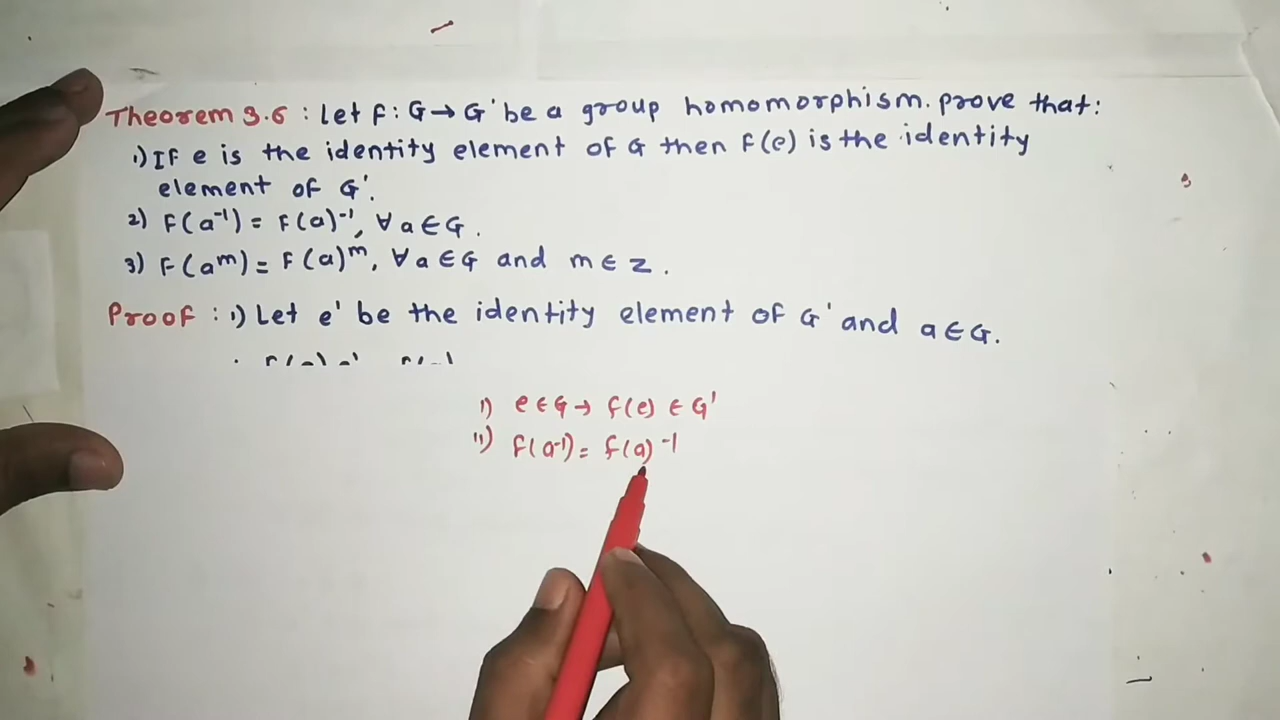 Theorem 3.6 : Let f : G → G' be a group homomorphism. prove that :
1) If e is the identity element of G then f(e) is the identity
element of G'.
2) f(a⁻¹) = f(a)⁻¹, ∀ a ∈ G.
3) f(aᵐ) = f(a)ᵐ, ∀ a ∈ G and m ∈ z.
Proof : 1) Let e' be the identity element of G' and a ∈ G.
i) e ∈ G → f(e) ∈ G'
ii) f(a⁻¹) = f(a)⁻¹